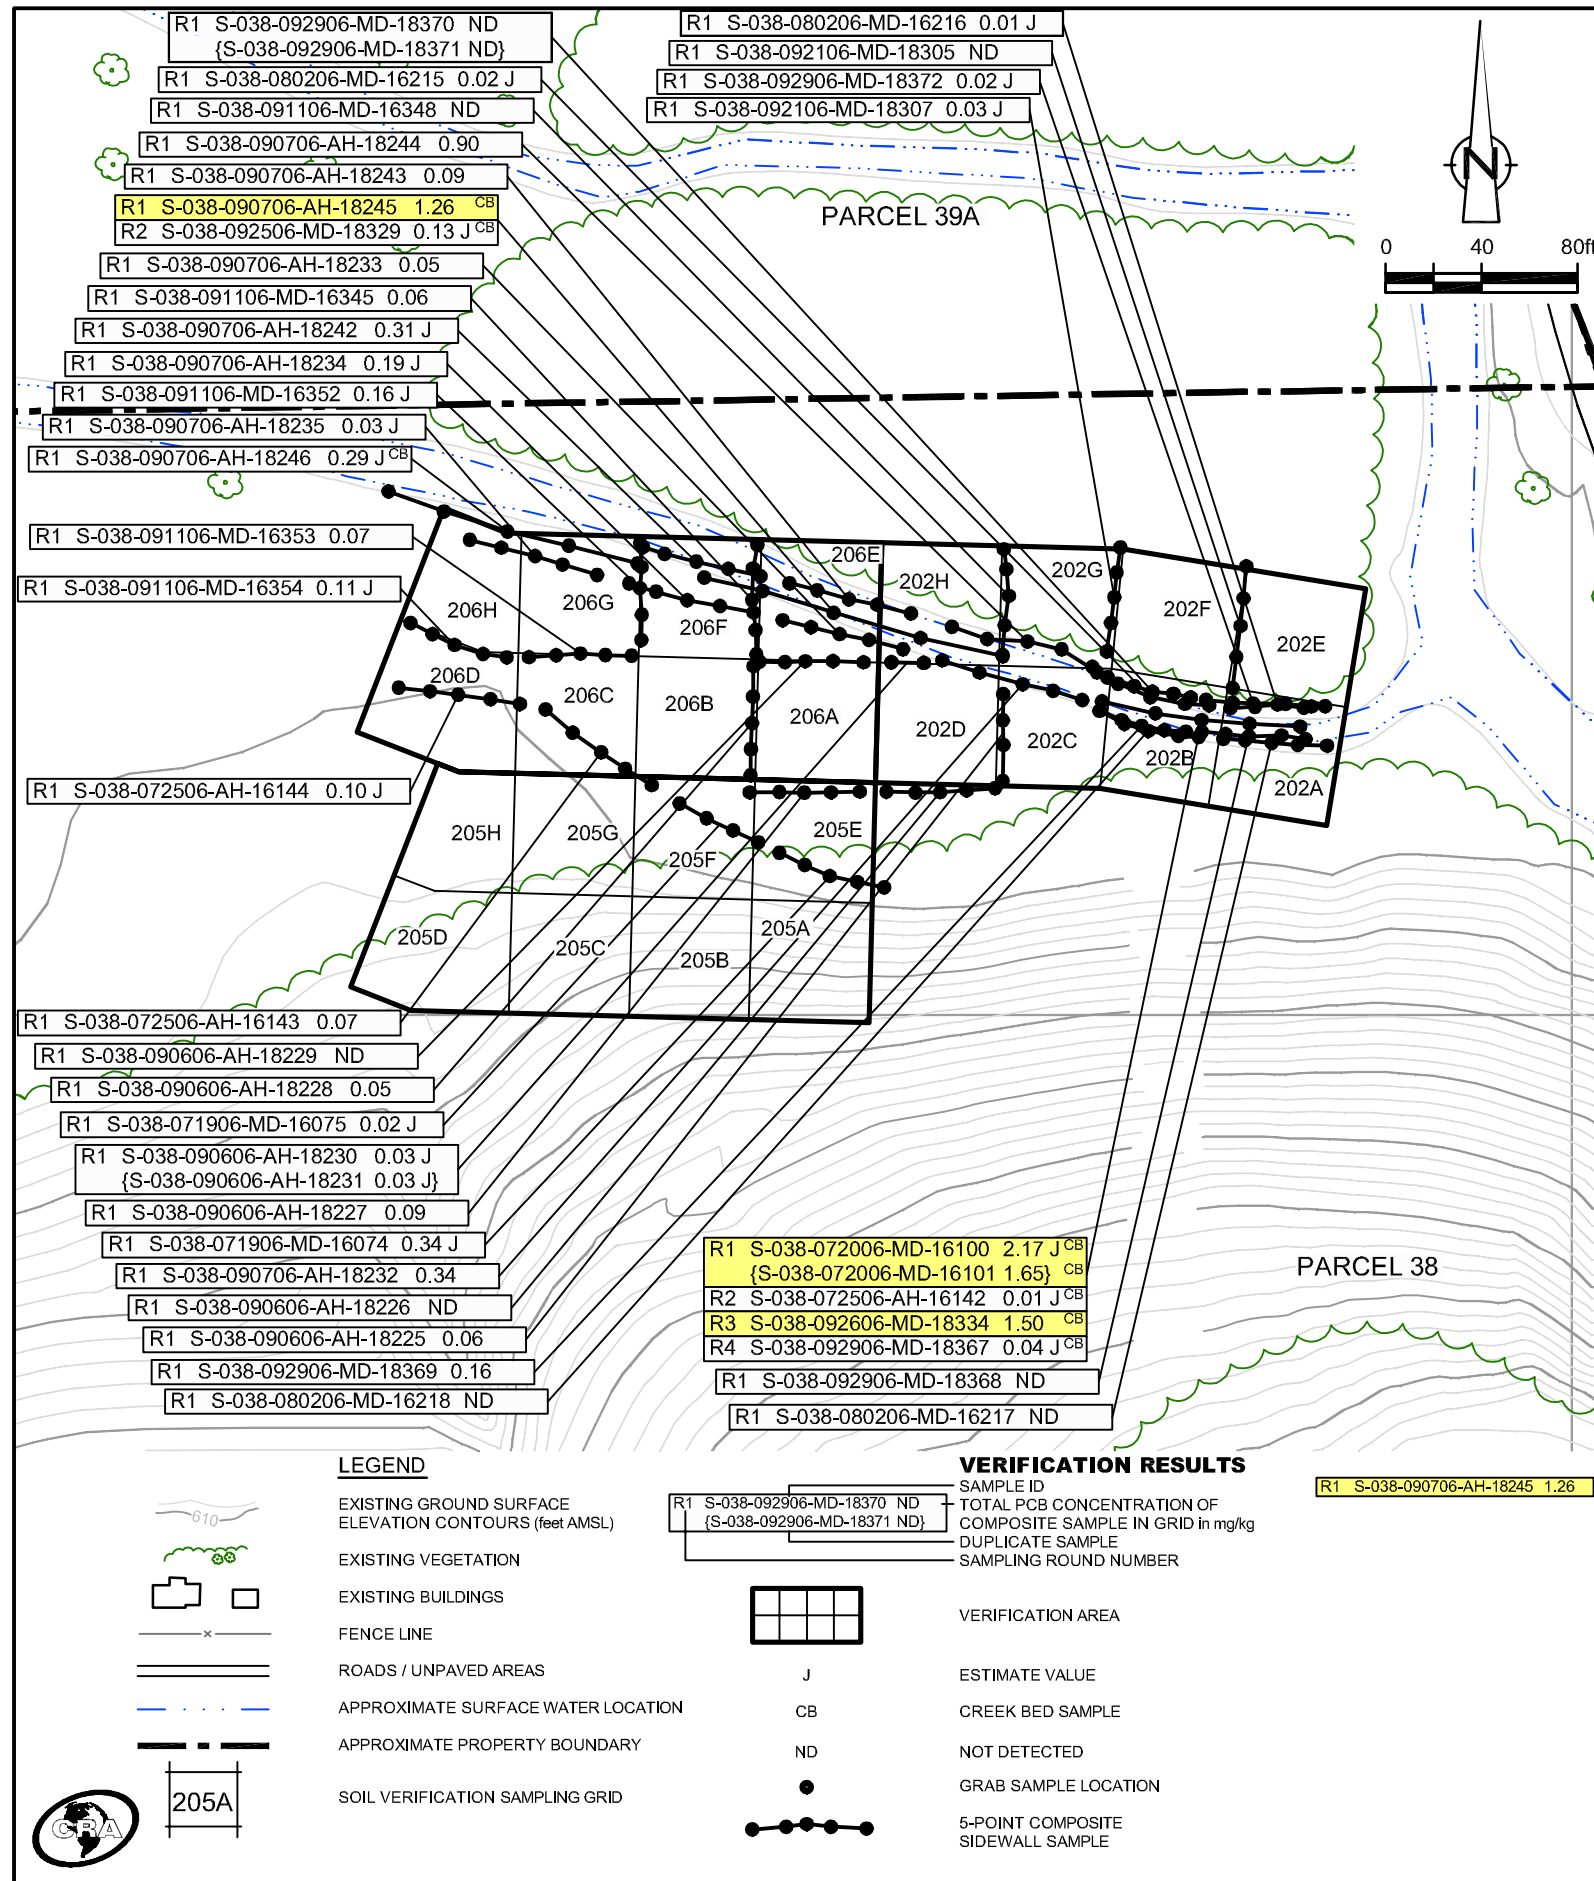 R1 S-038-092906-MD-18370 ND
{S-038-092906-MD-18371 ND}
R1 S-038-080206-MD-16215 0.02 J
R1 S-038-091106-MD-16348 ND
R1 S-038-090706-AH-18244 0.90
R1 S-038-090706-AH-18243 0.09
R1 S-038-090706-AH-18245 1.26 CB
R2 S-038-092506-MD-18329 0.13 J CB
R1 S-038-090706-AH-18233 0.05
R1 S-038-091106-MD-16345 0.06
R1 S-038-090706-AH-18242 0.31 J
R1 S-038-090706-AH-18234 0.19 J
R1 S-038-091106-MD-16352 0.16 J
R1 S-038-090706-AH-18235 0.03 J
R1 S-038-090706-AH-18246 0.29 J CB
R1 S-038-091106-MD-16353 0.07
R1 S-038-091106-MD-16354 0.11 J
R1 S-038-072506-AH-16144 0.10 J
R1 S-038-080206-MD-16216 0.01 J
R1 S-038-092106-MD-18305 ND
R1 S-038-092906-MD-18372 0.02 J
R1 S-038-092106-MD-18307 0.03 J
PARCEL 39A
N
0 40 80ft
206E
202H
202G
202F
202E
206H
206G
206F
206D
206C
206B
206A
202D
202C
202B
202A
205H
205G
205F
205E
205D
205C
205B
205A
R1 S-038-072506-AH-16143 0.07
R1 S-038-090606-AH-18229 ND
R1 S-038-090606-AH-18228 0.05
R1 S-038-071906-MD-16075 0.02 J
R1 S-038-090606-AH-18230 0.03 J
{S-038-090606-AH-18231 0.03 J}
R1 S-038-090606-AH-18227 0.09
R1 S-038-071906-MD-16074 0.34 J
R1 S-038-090706-AH-18232 0.34
R1 S-038-090606-AH-18226 ND
R1 S-038-090606-AH-18225 0.06
R1 S-038-092906-MD-18369 0.16
R1 S-038-080206-MD-16218 ND
R1 S-038-072006-MD-16100 2.17 J CB
{S-038-072006-MD-16101 1.65} CB
R2 S-038-072506-AH-16142 0.01 J CB
R3 S-038-092606-MD-18334 1.50 CB
R4 S-038-092906-MD-18367 0.04 J CB
R1 S-038-092906-MD-18368 ND
R1 S-038-080206-MD-16217 ND
PARCEL 38
LEGEND
610
EXISTING GROUND SURFACE
ELEVATION CONTOURS (feet AMSL)
EXISTING VEGETATION
EXISTING BUILDINGS
x
FENCE LINE
ROADS / UNPAVED AREAS
APPROXIMATE SURFACE WATER LOCATION
APPROXIMATE PROPERTY BOUNDARY
205A
SOIL VERIFICATION SAMPLING GRID
CRA
VERIFICATION RESULTS
SAMPLE ID
R1 S-038-092906-MD-18370 ND
{S-038-092906-MD-18371 ND}
TOTAL PCB CONCENTRATION OF
COMPOSITE SAMPLE IN GRID in mg/kg
DUPLICATE SAMPLE
SAMPLING ROUND NUMBER
R1 S-038-090706-AH-18245 1.26
VERIFICATION AREA
J ESTIMATE VALUE
CB CREEK BED SAMPLE
ND NOT DETECTED
GRAB SAMPLE LOCATION
5-POINT COMPOSITE
SIDEWALL SAMPLE